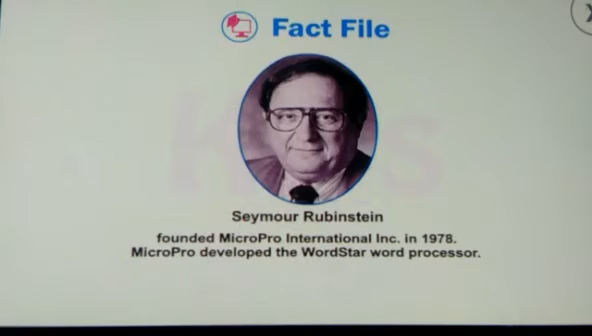 Fact File
Seymour Rubinstein
founded MicroPro International Inc. in 1978.
MicroPro developed the WordStar word processor.